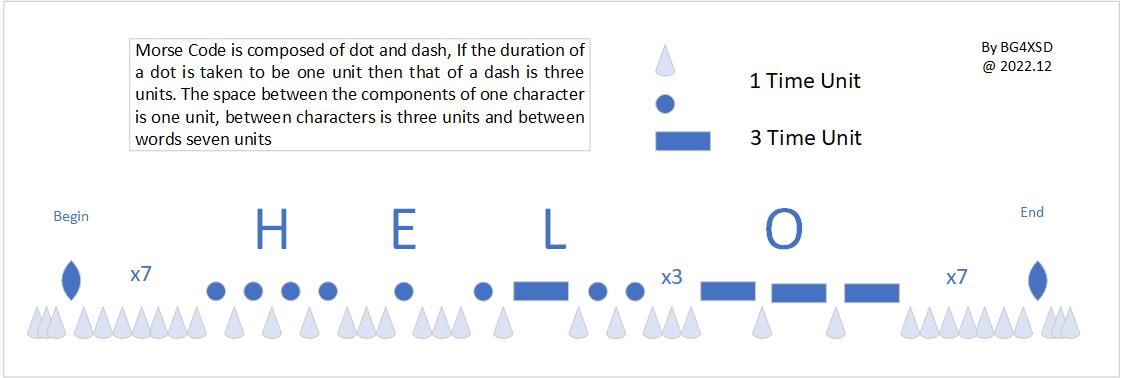 Morse Code is composed of dot and dash, If the duration of
a dot is taken to be one unit then that of a dash is three
units. The space between the components of one character
is one unit, between characters is three units and between
words seven units
1 Time Unit
3 Time Unit
By BG4XSD
@ 2022.12
Begin
H E L O
End
x7 x3 x7